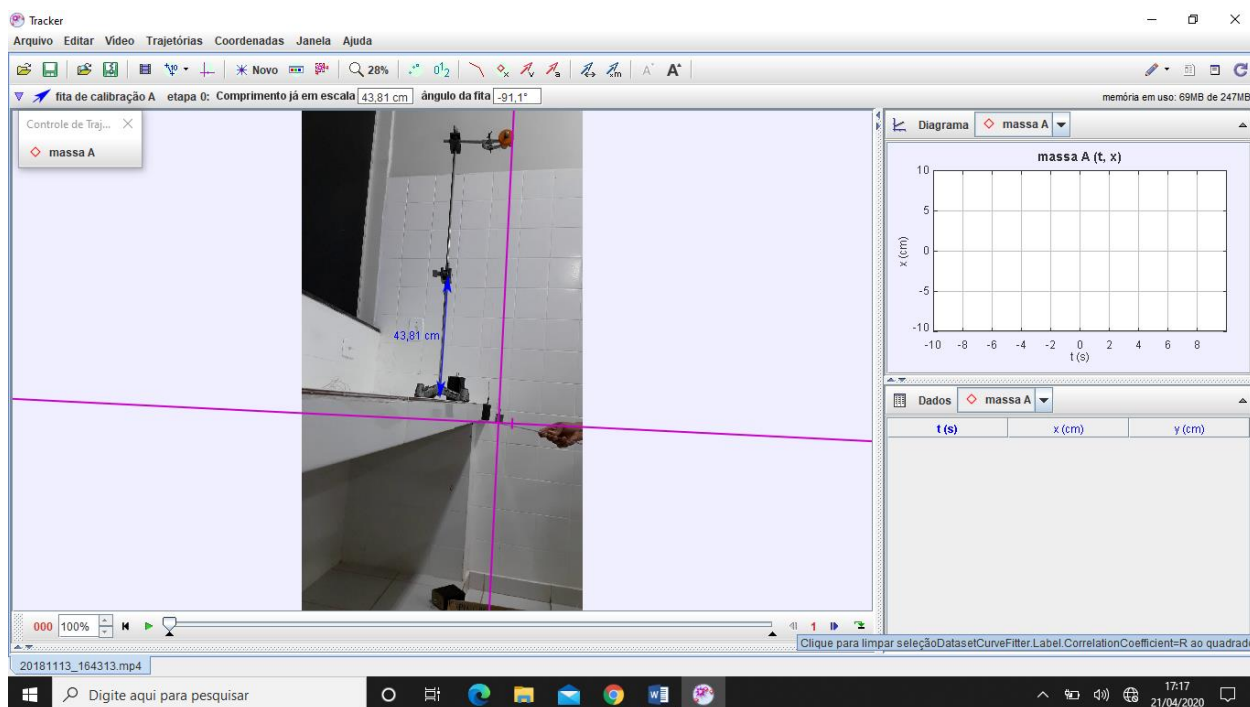 Tracker
Arquivo Editar Video Trajetórias Coordenadas Janela Ajuda
Novo 28%
fita de calibração A etapa 0: Comprimento já em escala 43,81 cm ângulo da fita -91,1° memória em uso: 69MB de 247MB
Controle de Traj...
massa A
43,81 cm
Diagrama massa A
massa A (t, x)
10
5
0
-5
-10
x (cm)
-10 -8 -6 -4 -2 0 2 4 6 8
t (s)
Dados massa A
t (s) x (cm) y (cm)
000 100% 1
Clique para limpar seleçãoDatasetCurveFitter.Label.CorrelationCoefficient=R ao quadrado
20181113_164313.mp4
Digite aqui para pesquisar
17:17
21/04/2020